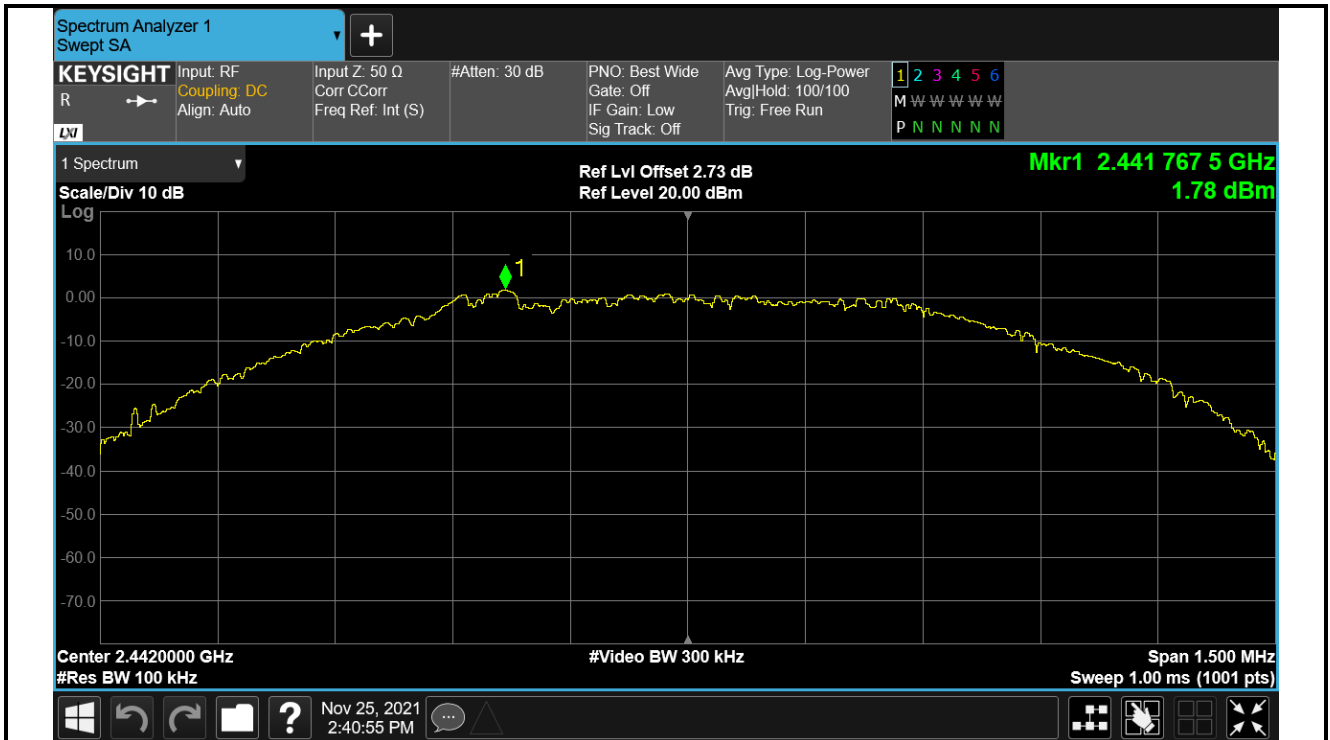 Spectrum Analyzer 1
Swept SA
+
KEYSIGHT
R
LXI
Input: RF
Coupling: DC
Align: Auto
Input Z: 50 Ω
Corr CCorr
Freq Ref: Int (S)
#Atten: 30 dB
PNO: Best Wide
Gate: Off
IF Gain: Low
Sig Track: Off
Avg Type: Log-Power
Avg|Hold: 100/100
Trig: Free Run
1 2 3 4 5 6
M W W W W W
P N N N N N
1 Spectrum
Scale/Div 10 dB
Log
Ref Lvl Offset 2.73 dB
Ref Level 20.00 dBm
Mkr1 2.441 767 5 GHz
1.78 dBm
1
10.0
0.00
-10.0
-20.0
-30.0
-40.0
-50.0
-60.0
-70.0
Center 2.4420000 GHz
#Res BW 100 kHz
#Video BW 300 kHz
Span 1.500 MHz
Sweep 1.00 ms (1001 pts)
?
Nov 25, 2021
2:40:55 PM